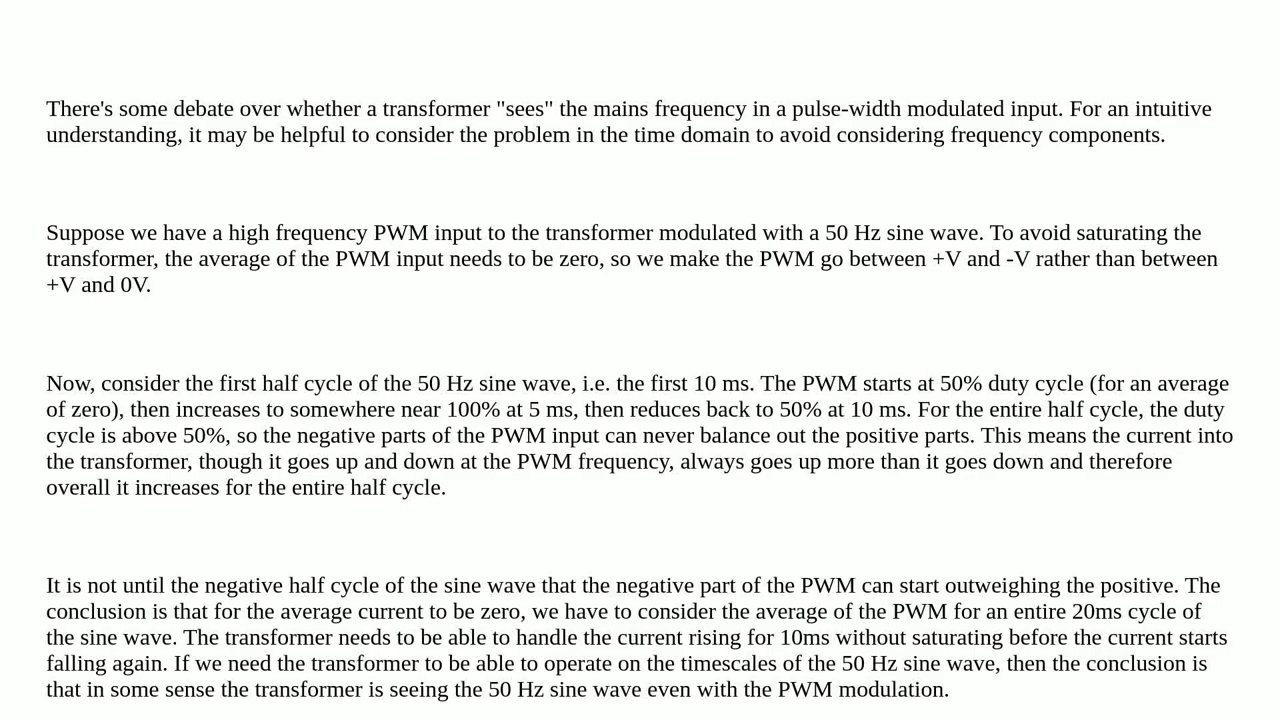 There's some debate over whether a transformer "sees" the mains frequency in a pulse-width modulated input. For an intuitive
understanding, it may be helpful to consider the problem in the time domain to avoid considering frequency components.
Suppose we have a high frequency PWM input to the transformer modulated with a 50 Hz sine wave. To avoid saturating the
transformer, the average of the PWM input needs to be zero, so we make the PWM go between +V and -V rather than between
+V and 0V.
Now, consider the first half cycle of the 50 Hz sine wave, i.e. the first 10 ms. The PWM starts at 50% duty cycle (for an average
of zero), then increases to somewhere near 100% at 5 ms, then reduces back to 50% at 10 ms. For the entire half cycle, the duty
cycle is above 50%, so the negative parts of the PWM input can never balance out the positive parts. This means the current into
the transformer, though it goes up and down at the PWM frequency, always goes up more than it goes down and therefore
overall it increases for the entire half cycle.
It is not until the negative half cycle of the sine wave that the negative part of the PWM can start outweighing the positive. The
conclusion is that for the average current to be zero, we have to consider the average of the PWM for an entire 20ms cycle of
the sine wave. The transformer needs to be able to handle the current rising for 10ms without saturating before the current starts
falling again. If we need the transformer to be able to operate on the timescales of the 50 Hz sine wave, then the conclusion is
that in some sense the transformer is seeing the 50 Hz sine wave even with the PWM modulation.